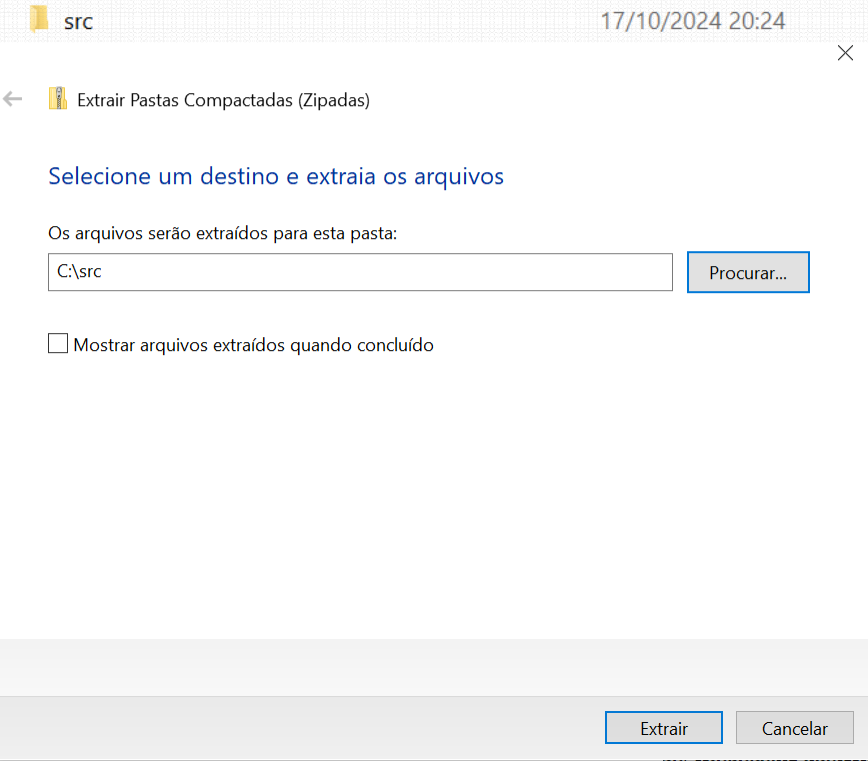 src 17/10/2024 20:24
Extrair Pastas Compactadas (Zipadas)
Selecione um destino e extraia os arquivos
Os arquivos serão extraídos para esta pasta:
C:\src Procurar...
Mostrar arquivos extraídos quando concluído
Extrair Cancelar